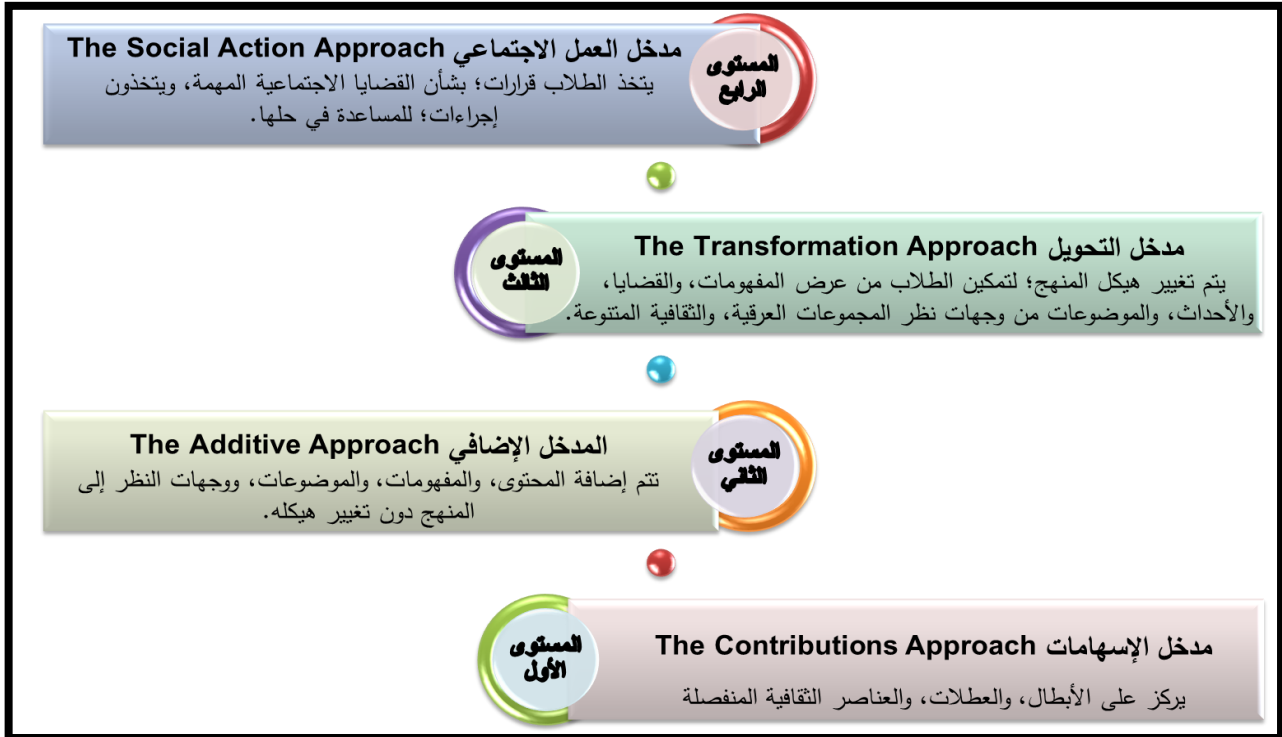 المستوى
الرابع
مدخل العمل الاجتماعي The Social Action Approach
يتخذ الطلاب قرارات؛ بشأن القضايا الاجتماعية المهمة، ويتخذون
إجراءات؛ للمساعدة في حلها.
المستوى
الثالث
مدخل التحويل The Transformation Approach
يتم تغيير هيكل المنهج؛ لتمكين الطلاب من عرض المفهومات، والقضايا،
والأحداث، والموضوعات من وجهات نظر المجموعات العرقية، والثقافية المتنوعة.
المستوى
الثاني
المدخل الإضافي The Additive Approach
تتم إضافة المحتوى، والمفهومات، والموضوعات، ووجهات النظر إلى
المنهج دون تغيير هيكله.
المستوى
الأول
مدخل الإسهامات The Contributions Approach
يركز على الأبطال، والعطلات، والعناصر الثقافية المنفصلة